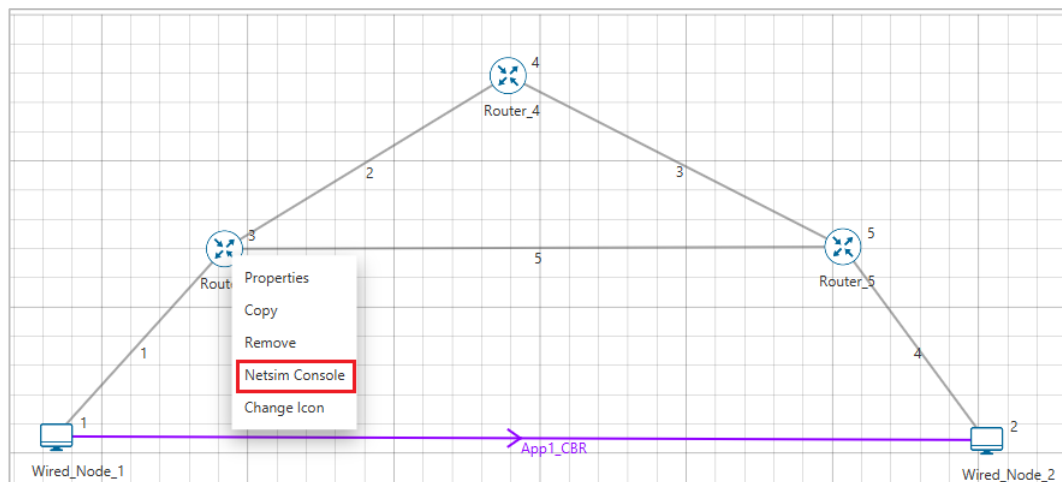 4
Router_4
2
3
3
5
5
Rout
Router_5
Properties
Copy
Remove
Netsim Console
Change Icon
1
4
1
App1_CBR
2
Wired_Node_1
Wired_Node_2